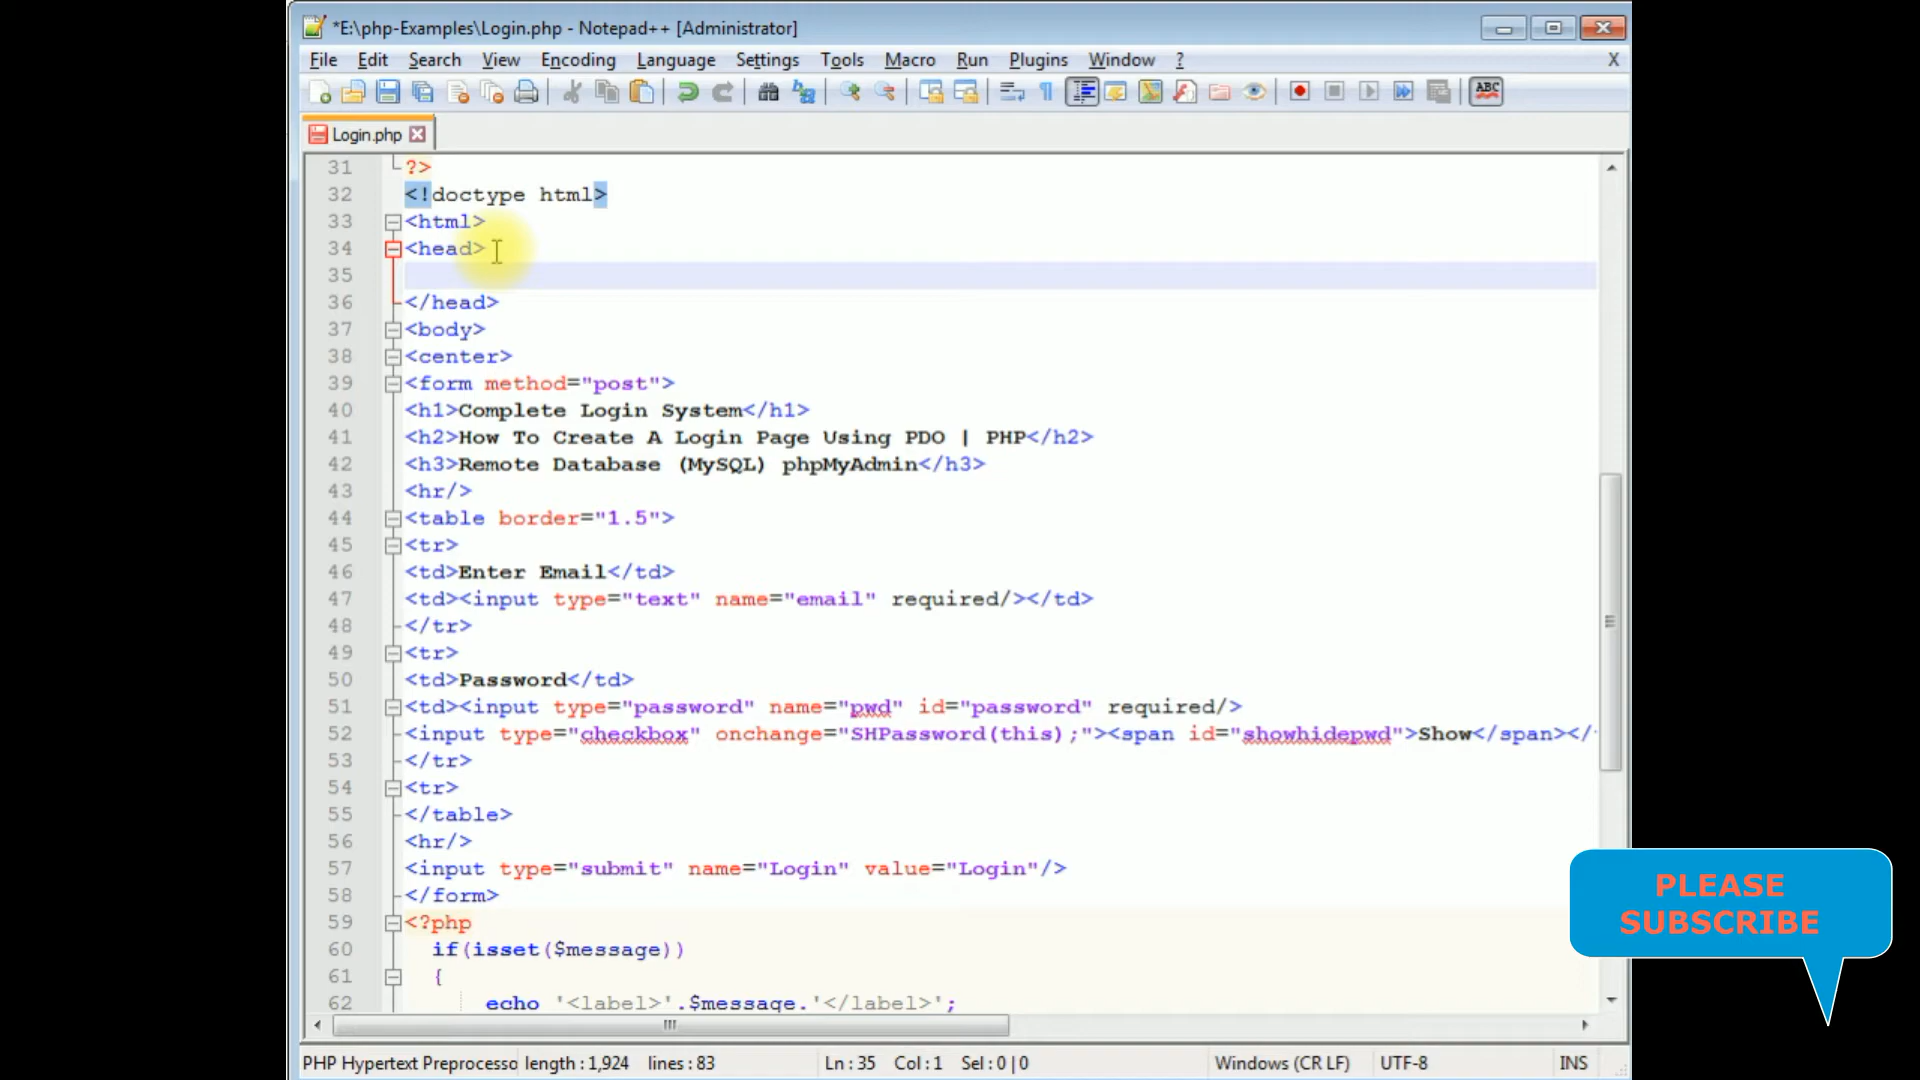 *E:\php-Examples\Login.php - Notepad++ [Administrator]
File Edit Search View Encoding Language Settings Tools Macro Run Plugins Window ? X
ABC
Login.php
31 ?>
32 <!doctype html>
33 <html>
34 <head>
35
36 </head>
37 <body>
38 <center>
39 <form method="post">
40 <h1>Complete Login System</h1>
41 <h2>How To Create A Login Page Using PDO | PHP</h2>
42 <h3>Remote Database (MySQL) phpMyAdmin</h3>
43 <hr/>
44 <table border="1.5">
45 <tr>
46 <td>Enter Email</td>
47 <td><input type="text" name="email" required/></td>
48 </tr>
49 <tr>
50 <td>Password</td>
51 <td><input type="password" name="pwd" id="password" required/>
52 <input type="checkbox" onchange="SHPassword(this);"><span id="showhidepwd">Show</span></
53 </tr>
54 <tr>
55 </table>
56 <hr/>
57 <input type="submit" name="Login" value="Login"/>
58 </form>
59 <?php
60 if(isset($message))
61 {
62 echo '<label>'.$message.'</label>';
PLEASE
SUBSCRIBE
PHP Hypertext Preprocesso length : 1,924 lines : 83 Ln : 35 Col : 1 Sel : 0 | 0 Windows (CR LF) UTF-8 INS